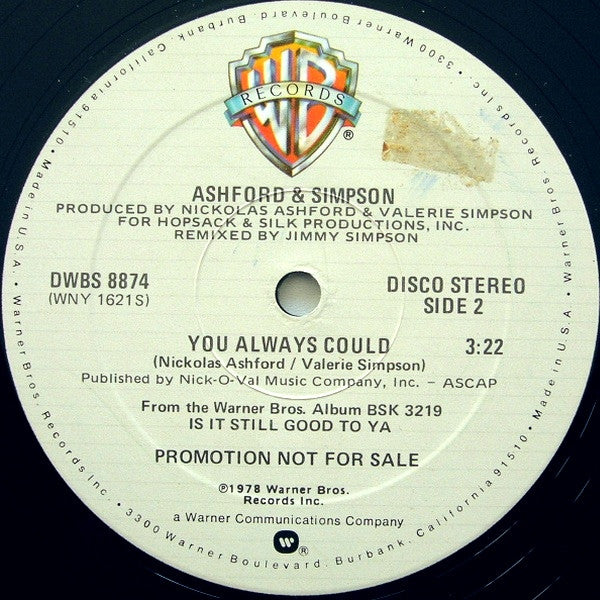 WB
RECORDS
®
ASHFORD & SIMPSON
PRODUCED BY NICKOLAS ASHFORD & VALERIE SIMPSON
FOR HOPSACK & SILK PRODUCTIONS, INC.
REMIXED BY JIMMY SIMPSON
DWBS 8874
(WNY 1621S)
DISCO STEREO
SIDE 2
YOU ALWAYS COULD 3:22
(Nickolas Ashford / Valerie Simpson)
Published by Nick-O-Val Music Company, Inc. – ASCAP
From the Warner Bros. Album BSK 3219
IS IT STILL GOOD TO YA
PROMOTION NOT FOR SALE
℗1978 Warner Bros.
Records Inc.
a Warner Communications Company
W ®
Warner Bros. Records Inc. • 3300 Warner Boulevard, Burbank, California 91510 • Made in U.S.A. • Warner Bros. Records Inc. • 3300 Warner Boulevard, Burbank, California 91510 • Made in U.S.A. •